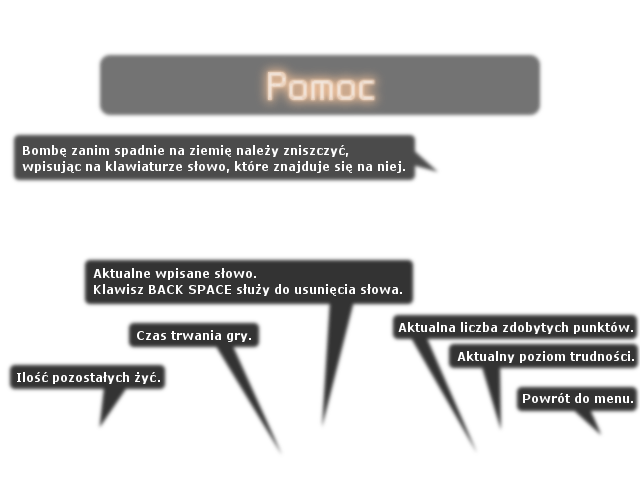 Pomoc
Bombę zanim spadnie na ziemię należy zniszczyć,
wpisując na klawiaturze słowo, które znajduje się na niej.
Aktualne wpisane słowo.
Klawisz BACK SPACE służy do usunięcia słowa.
Czas trwania gry.
Aktualna liczba zdobytych punktów.
Aktualny poziom trudności.
Ilość pozostałych żyć.
Powrót do menu.